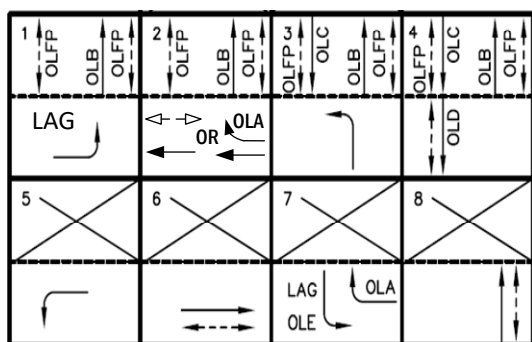 1 OLFP OLB OLFP
2 OLFP OLB OLFP
3 OLFP OLC OLB OLFP
4 OLFP OLC OLB OLFP
LAG
OR OLA
OLD
5
6
7
8
LAG OLA
OLE